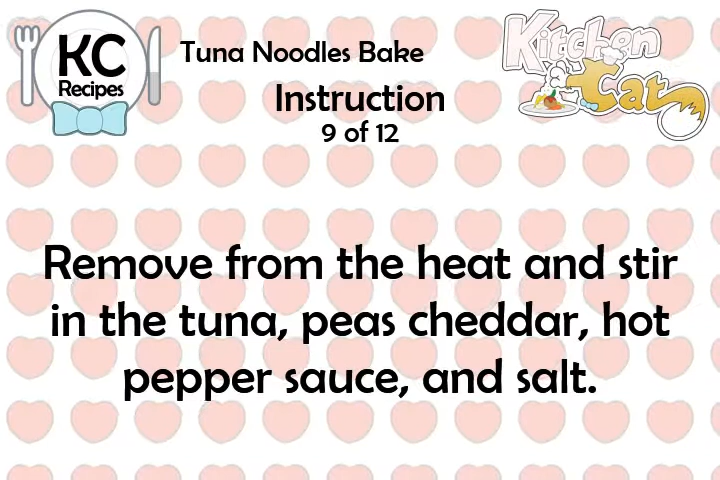 KC
Recipes
Tuna Noodles Bake
Kitchen
Cat
Instruction
9 of 12
Remove from the heat and stir
in the tuna, peas cheddar, hot
pepper sauce, and salt.